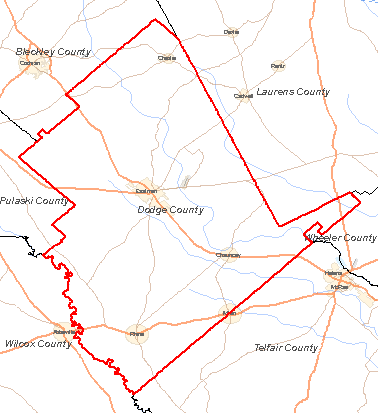 Dexter
Bleckley County
Chester
Cochran
Rentz
Cadwell
Laurens County
Eastman
Pulaski County
Dodge County
Wheeler County
Chauncey
Helena
McRae
Milan
Abbeville
Rhine
Wilcox County
Telfair County